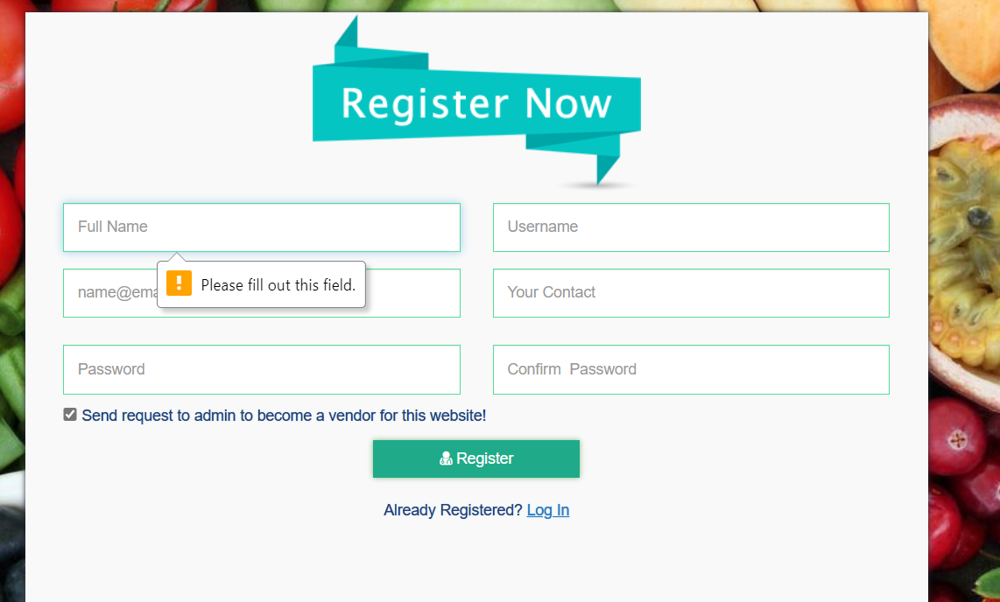 Register Now
Full Name
Username
Please fill out this field.
name@ema
Your Contact
Password
Confirm  Password
Send request to admin to become a vendor for this website!
Register
Already Registered? Log In